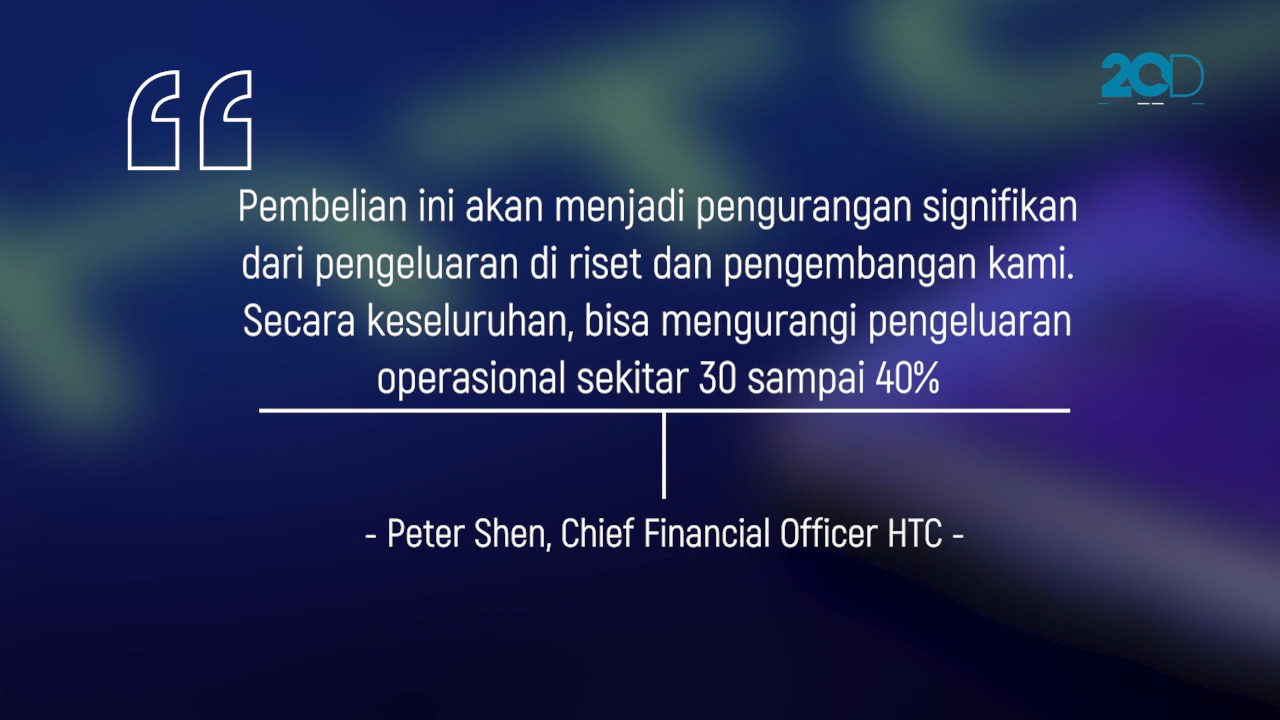 20D
Pembelian ini akan menjadi pengurangan signifikan
dari pengeluaran di riset dan pengembangan kami.
Secara keseluruhan, bisa mengurangi pengeluaran
operasional sekitar 30 sampai 40%
- Peter Shen, Chief Financial Officer HTC -